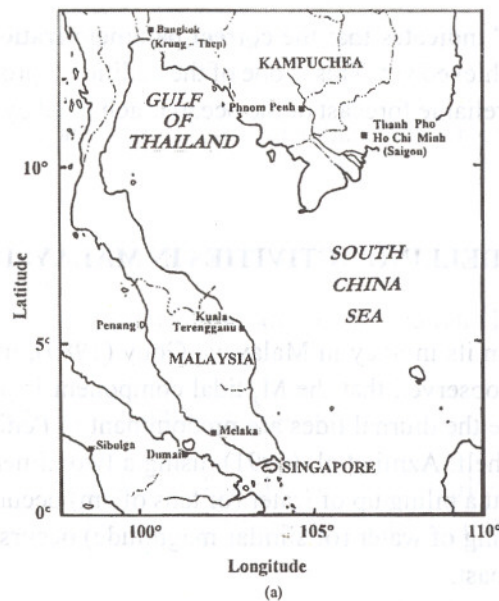 (a)
Bangkok
(Krung - Thep)
KAMPUCHEA
GULF
OF
THAILAND
Phnom Penh
Thanh Pho
Ho Chi Minh
(Saigon)
10°
SOUTH
CHINA
SEA
Latitude
5°
Kuala
Terengganu
Penang
MALAYSIA
Melaka
Sibolga
Dumai
SINGAPORE
0°
100°
105°
110°
Longitude
(a)